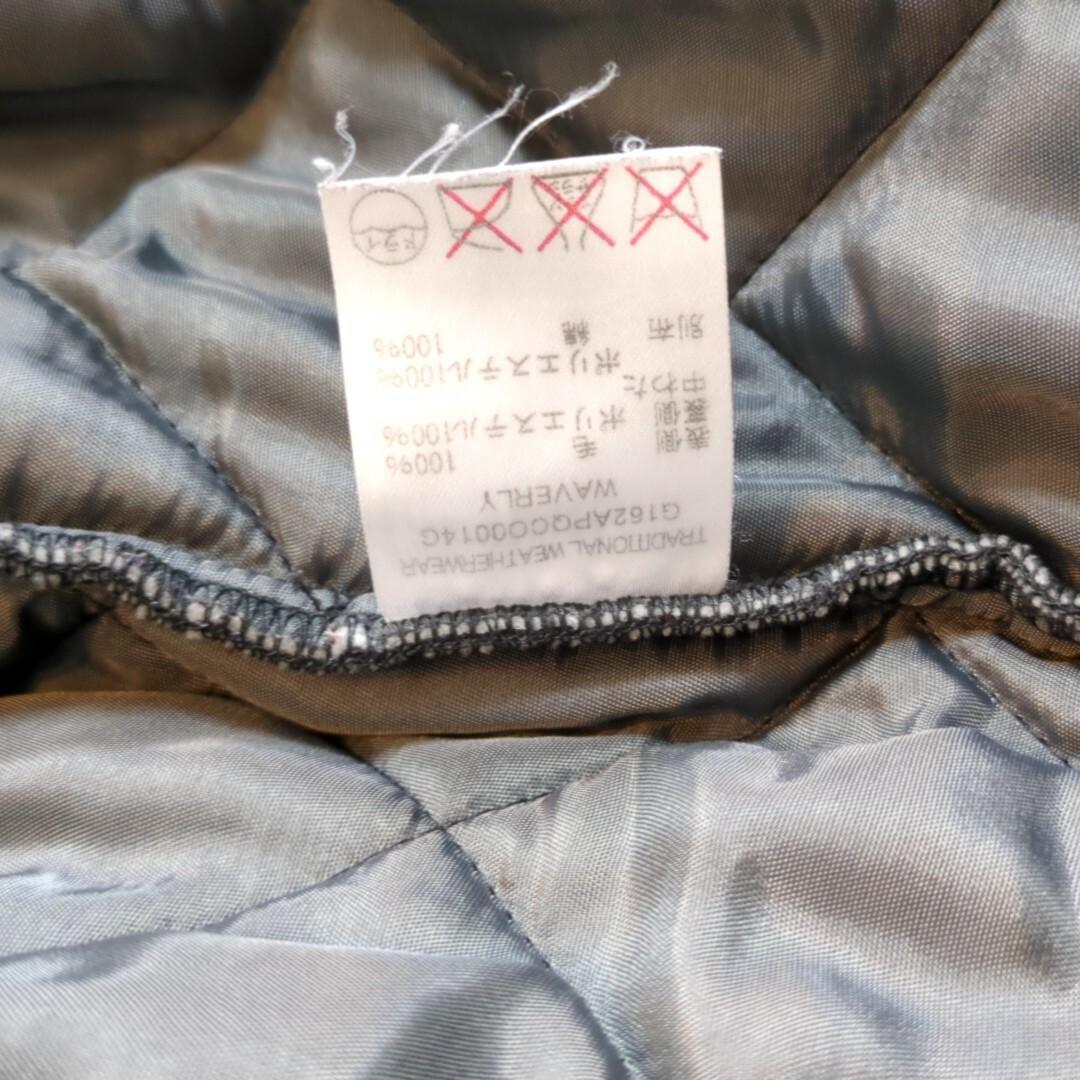 TRADITIONAL WEATHERWEAR
G162APQCO0014G
WAVERLY
表側 毛 100%
裏側 ポリエステル100%
中わた ポリエステル100%
別布 綿 100%
ドライ